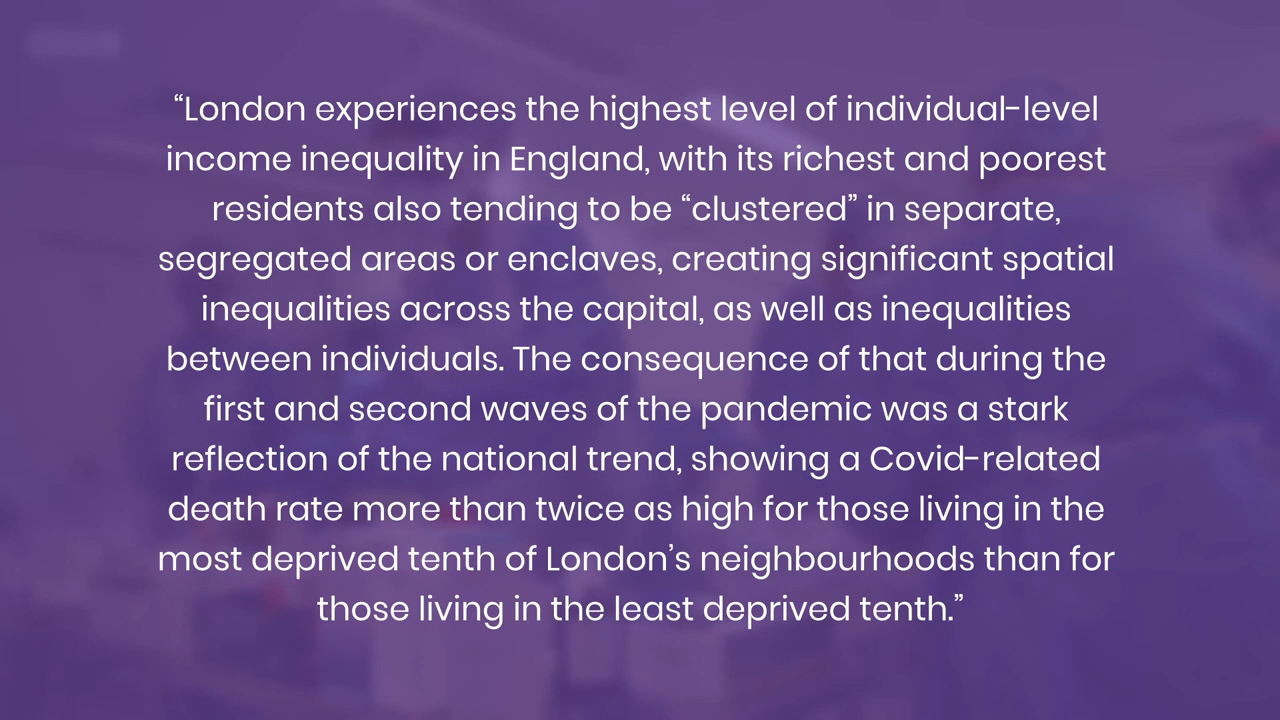 “London experiences the highest level of individual-level
income inequality in England, with its richest and poorest
residents also tending to be “clustered” in separate,
segregated areas or enclaves, creating significant spatial
inequalities across the capital, as well as inequalities
between individuals. The consequence of that during the
first and second waves of the pandemic was a stark
reflection of the national trend, showing a Covid-related
death rate more than twice as high for those living in the
most deprived tenth of London’s neighbourhoods than for
those living in the least deprived tenth.”